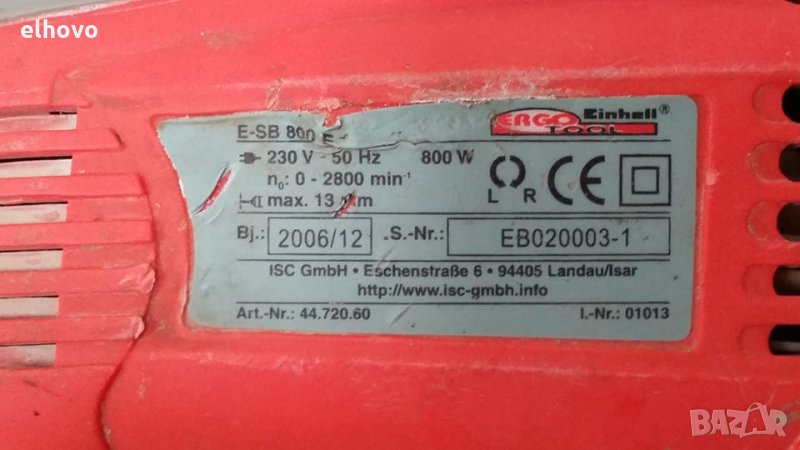 elhovo
ERGO Einhell®
TOOL
E-SB 800 E
230 V - 50 Hz 800 W
n₀: 0 - 2800 min⁻¹
max. 13 mm
L R CE
Bj.: 2006/12 .S.-Nr.: EB020003-1
ISC GmbH • Eschenstraße 6 • 94405 Landau/Isar
http://www.isc-gmbh.info
Art.-Nr.: 44.720.60 I.-Nr.: 01013
BAZAR